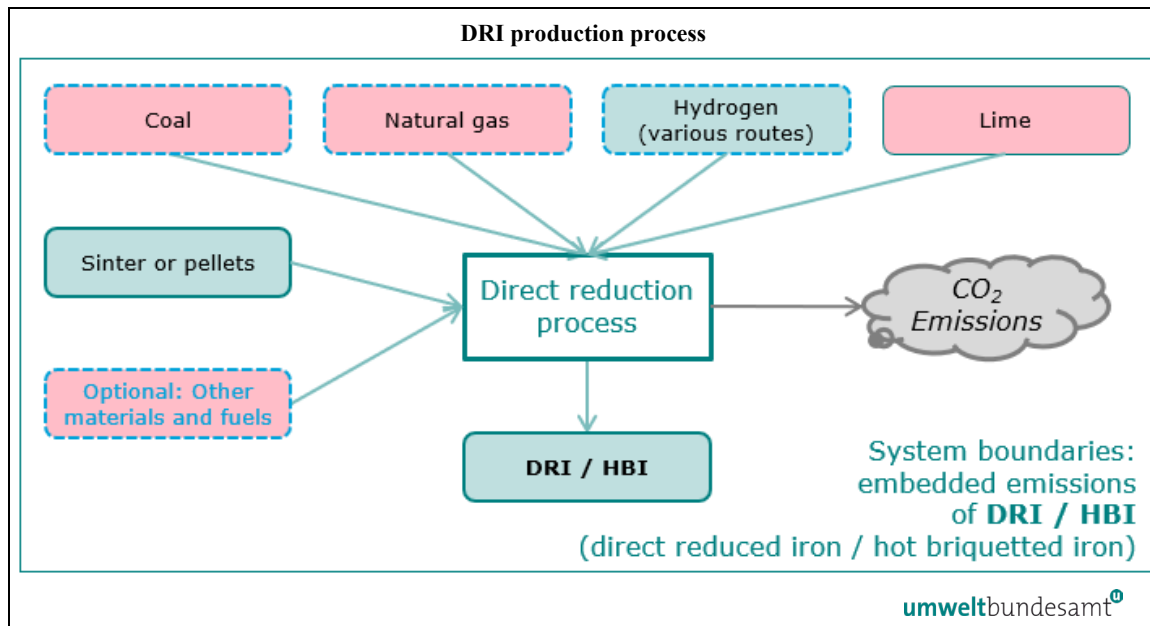 DRI production process
Coal
Natural gas
Hydrogen
(various routes)
Lime
Sinter or pellets
Direct reduction
process
CO₂
Emissions
Optional: Other
materials and fuels
DRI / HBI
System boundaries:
embedded emissions
of DRI / HBI
(direct reduced iron / hot briquetted iron)
umweltbundesamt